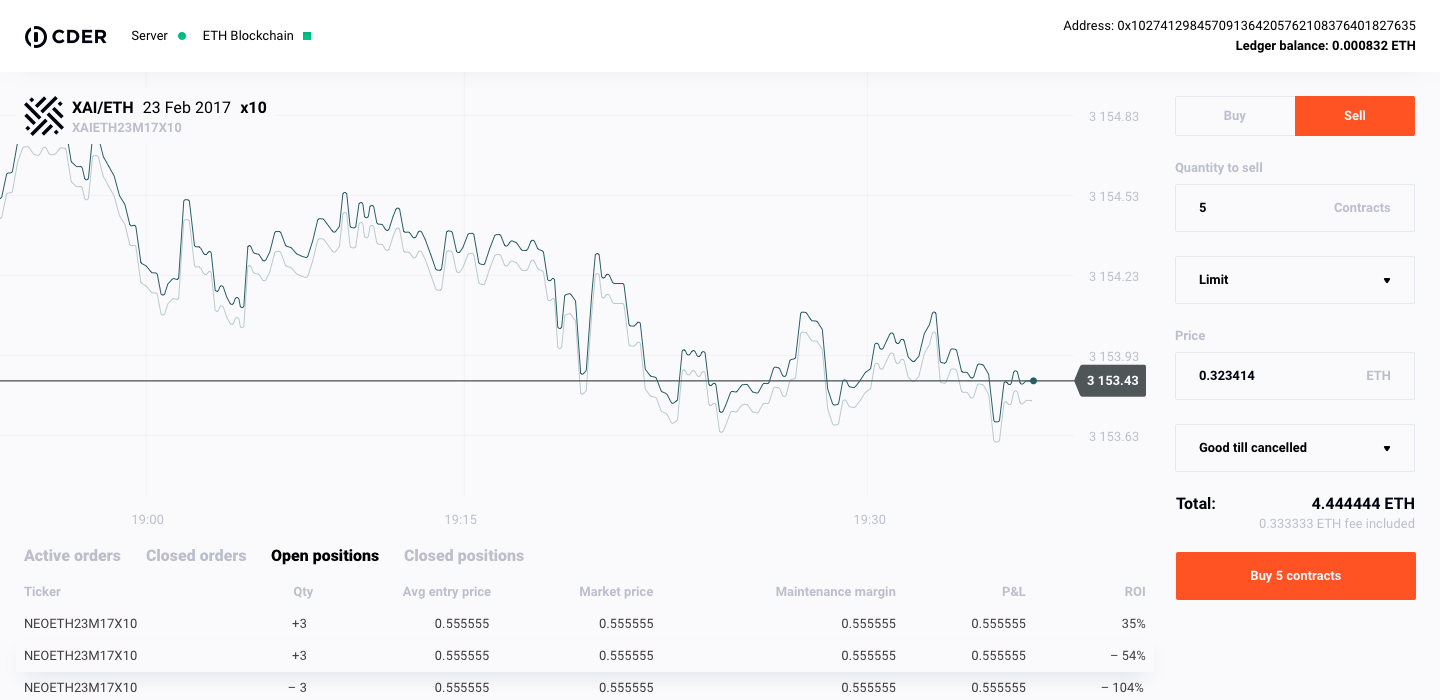 CDER
Server
ETH Blockchain
Address: 0x1027412984570913642057621083764018​27635
Ledger balance: 0.000832 ETH
XAI/ETH 23 Feb 2017 x10
XAIETH23M17X10
3 154.83
3 154.53
3 154.23
3 153.93
3 153.43
3 153.63
19:00 19:15 19:30
Buy Sell
Quantity to sell
5 Contracts
Limit
Price
0.323414 ETH
Good till cancelled
Total: 4.444444 ETH
0.333333 ETH fee included
Buy 5 contracts
Active orders Closed orders Open positions Closed positions
Ticker Qty Avg entry price Market price Maintenance margin P&L ROI
NEOETH23M17X10 +3 0.555555 0.555555 0.555555 0.555555 35%
NEOETH23M17X10 +3 0.555555 0.555555 0.555555 0.555555 – 54%
NEOETH23M17X10 – 3 0.555555 0.555555 0.555555 0.555555 – 104%